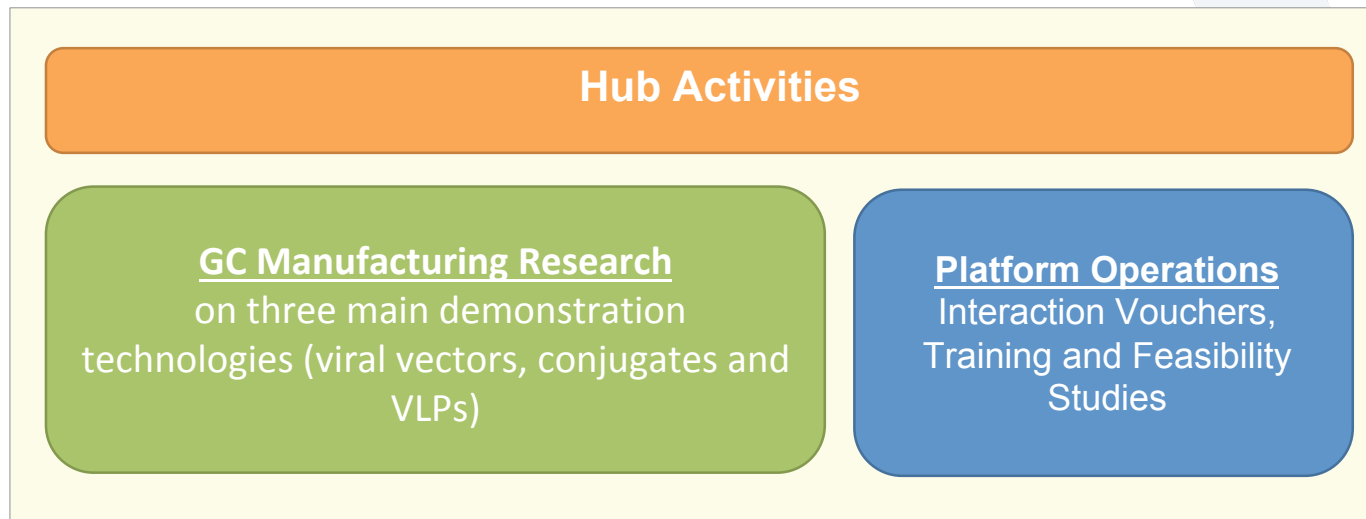 Hub Activities
GC Manufacturing Research
on three main demonstration
technologies (viral vectors, conjugates and
VLPs)
Platform Operations
Interaction Vouchers,
Training and Feasibility
Studies